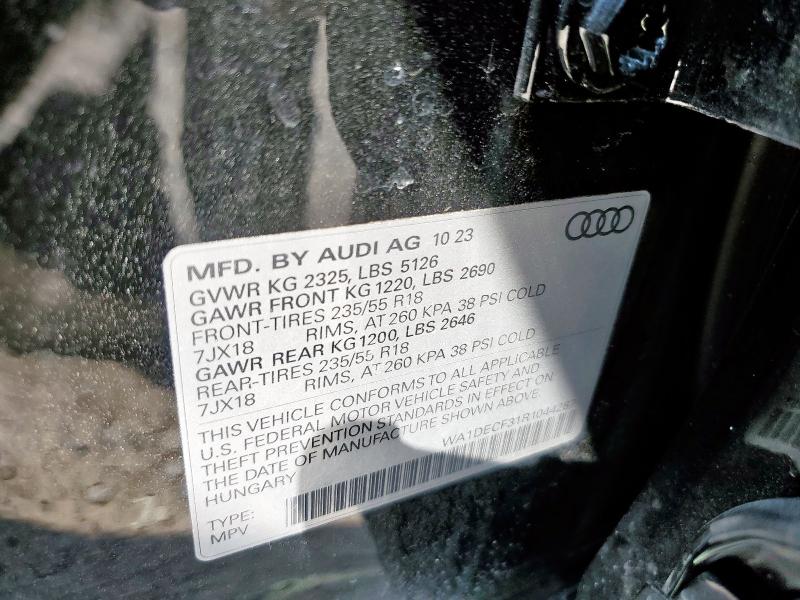 MFD. BY AUDI AG 10 23
GVWR KG 2325, LBS 5126
GAWR FRONT KG 1220, LBS 2690
FRONT-TIRES 235/55 R18
7JX18 RIMS, AT 260 KPA 38 PSI COLD
GAWR REAR KG 1200, LBS 2646
REAR-TIRES 235/55 R18
7JX18 RIMS, AT 260 KPA 38 PSI COLD
THIS VEHICLE CONFORMS TO ALL APPLICABLE
U.S. FEDERAL MOTOR VEHICLE SAFETY AND
THEFT PREVENTION STANDARDS IN EFFECT ON
THE DATE OF MANUFACTURE SHOWN ABOVE.
HUNGARY
TYPE:
MPV